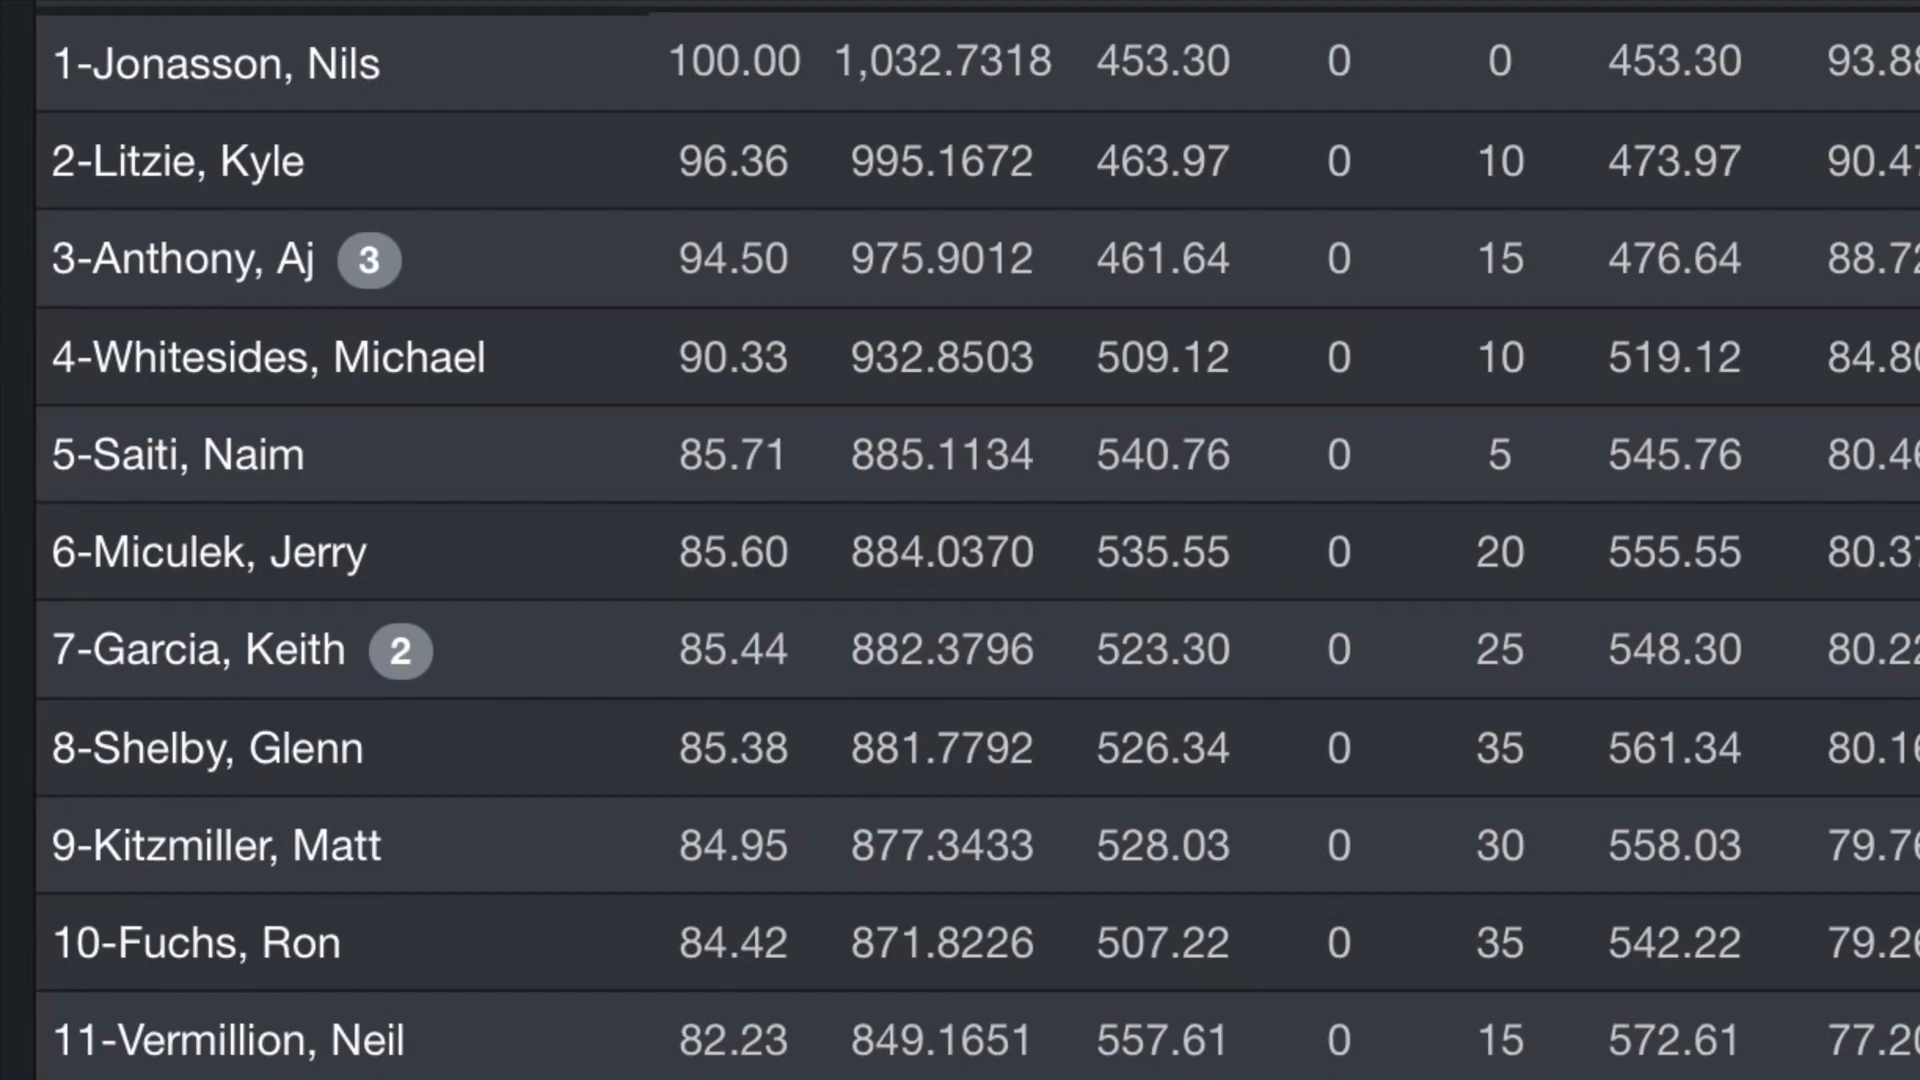 1-Jonasson, Nils 100.00 1,032.7318 453.30 0 0 453.30 93.88
2-Litzie, Kyle 96.36 995.1672 463.97 0 10 473.97 90.47
3-Anthony, Aj 3 94.50 975.9012 461.64 0 15 476.64 88.72
4-Whitesides, Michael 90.33 932.8503 509.12 0 10 519.12 84.80
5-Saiti, Naim 85.71 885.1134 540.76 0 5 545.76 80.46
6-Miculek, Jerry 85.60 884.0370 535.55 0 20 555.55 80.37
7-Garcia, Keith 2 85.44 882.3796 523.30 0 25 548.30 80.22
8-Shelby, Glenn 85.38 881.7792 526.34 0 35 561.34 80.16
9-Kitzmiller, Matt 84.95 877.3433 528.03 0 30 558.03 79.76
10-Fuchs, Ron 84.42 871.8226 507.22 0 35 542.22 79.26
11-Vermillion, Neil 82.23 849.1651 557.61 0 15 572.61 77.20